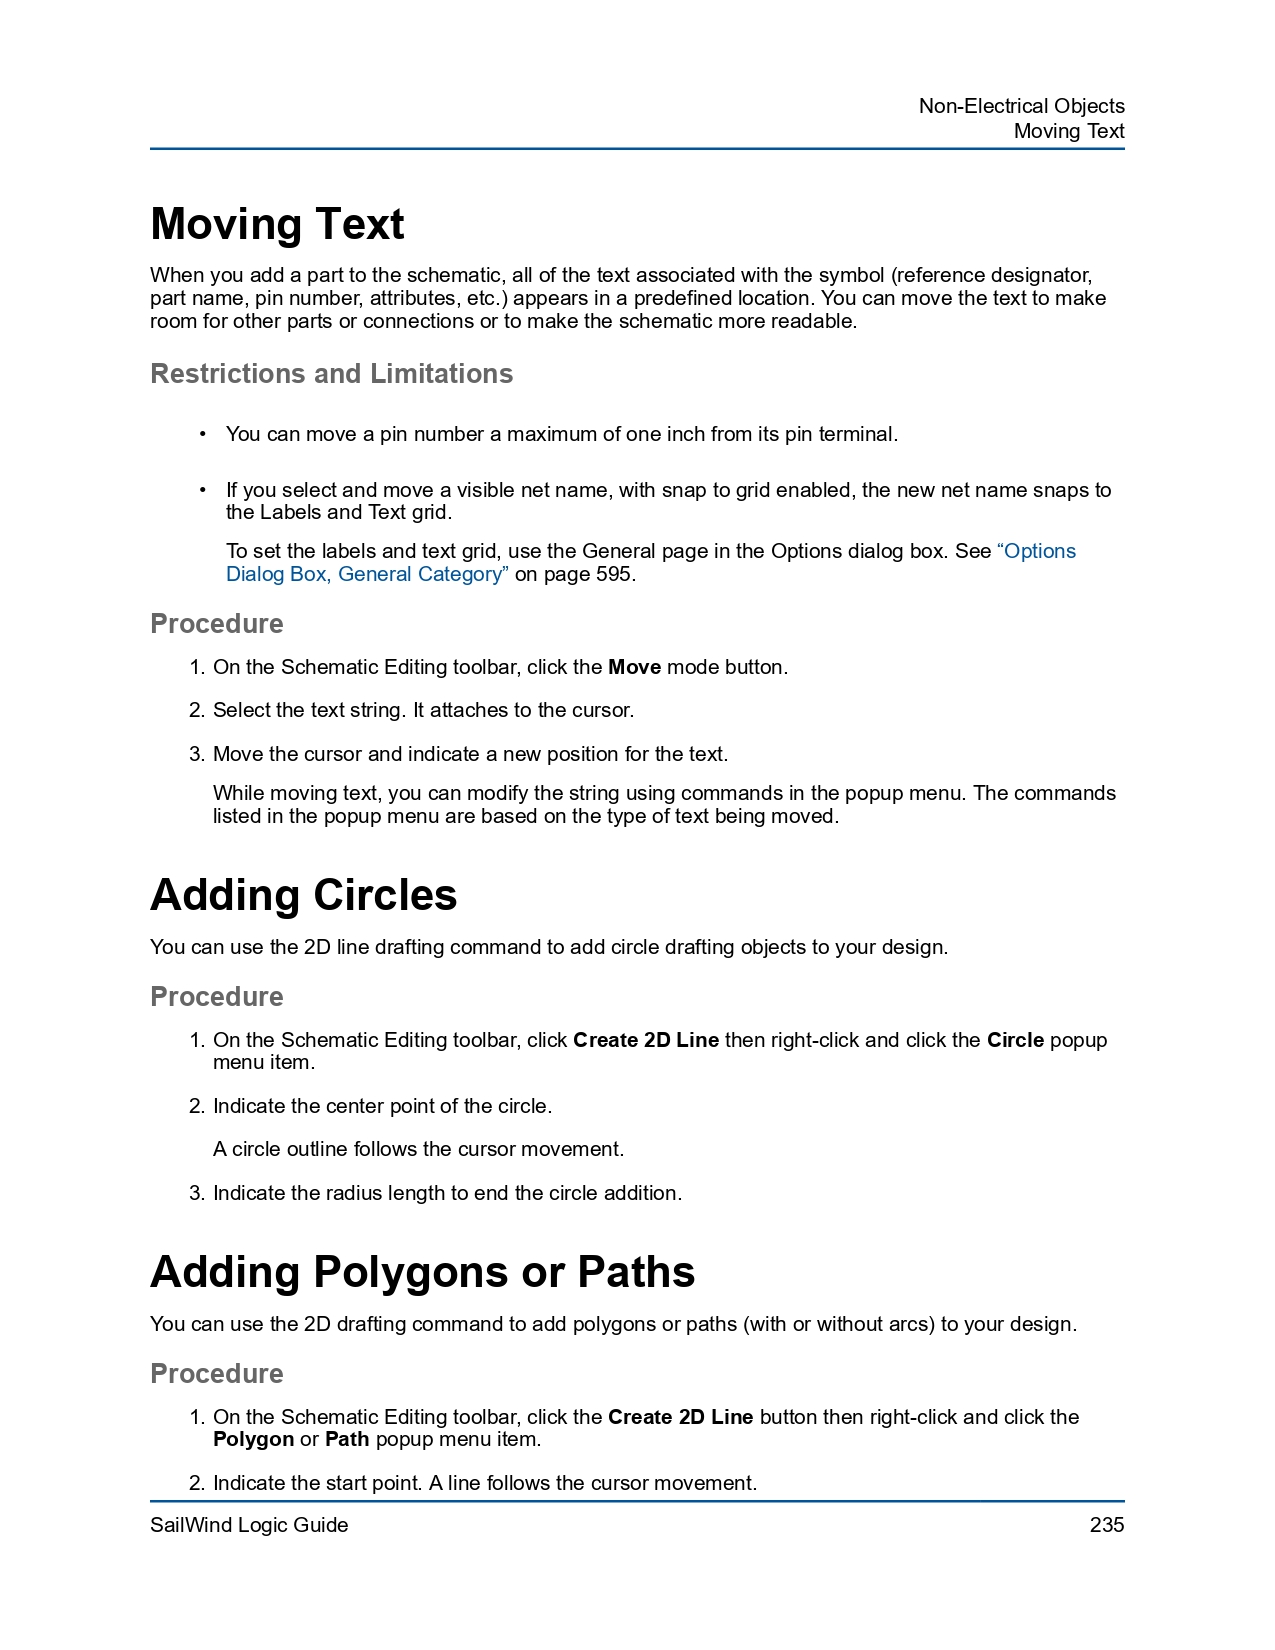 Non-Electrical Objects
Moving Text
Moving Text
When you add a part to the schematic, all of the text associated with the symbol (reference designator,
part name, pin number, attributes, etc.) appears in a predefined location. You can move the text to make
room for other parts or connections or to make the schematic more readable.
Restrictions and Limitations
• You can move a pin number a maximum of one inch from its pin terminal.
• If you select and move a visible net name, with snap to grid enabled, the new net name snaps to
the Labels and Text grid.
To set the labels and text grid, use the General page in the Options dialog box. See “Options
Dialog Box, General Category” on page 595.
Procedure
1. On the Schematic Editing toolbar, click the Move mode button.
2. Select the text string. It attaches to the cursor.
3. Move the cursor and indicate a new position for the text.
While moving text, you can modify the string using commands in the popup menu. The commands
listed in the popup menu are based on the type of text being moved.
Adding Circles
You can use the 2D line drafting command to add circle drafting objects to your design.
Procedure
1. On the Schematic Editing toolbar, click Create 2D Line then right-click and click the Circle popup
menu item.
2. Indicate the center point of the circle.
A circle outline follows the cursor movement.
3. Indicate the radius length to end the circle addition.
Adding Polygons or Paths
You can use the 2D drafting command to add polygons or paths (with or without arcs) to your design.
Procedure
1. On the Schematic Editing toolbar, click the Create 2D Line button then right-click and click the
Polygon or Path popup menu item.
2. Indicate the start point. A line follows the cursor movement.
SailWind Logic Guide 235